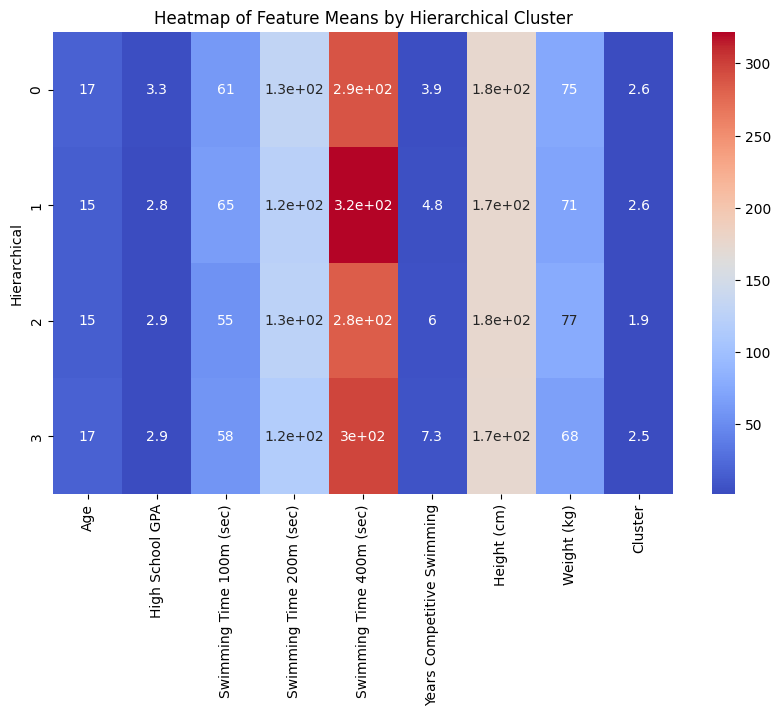 Heatmap of Feature Means by Hierarchical Cluster
Hierarchical
0
17 3.3 61 1.3e+02 2.9e+02 3.9 1.8e+02 75 2.6
1
15 2.8 65 1.2e+02 3.2e+02 4.8 1.7e+02 71 2.6
2
15 2.9 55 1.3e+02 2.8e+02 6 1.8e+02 77 1.9
3
17 2.9 58 1.2e+02 3e+02 7.3 1.7e+02 68 2.5
Age
High School GPA
Swimming Time 100m (sec)
Swimming Time 200m (sec)
Swimming Time 400m (sec)
Years Competitive Swimming
Height (cm)
Weight (kg)
Cluster
300
250
200
150
100
50